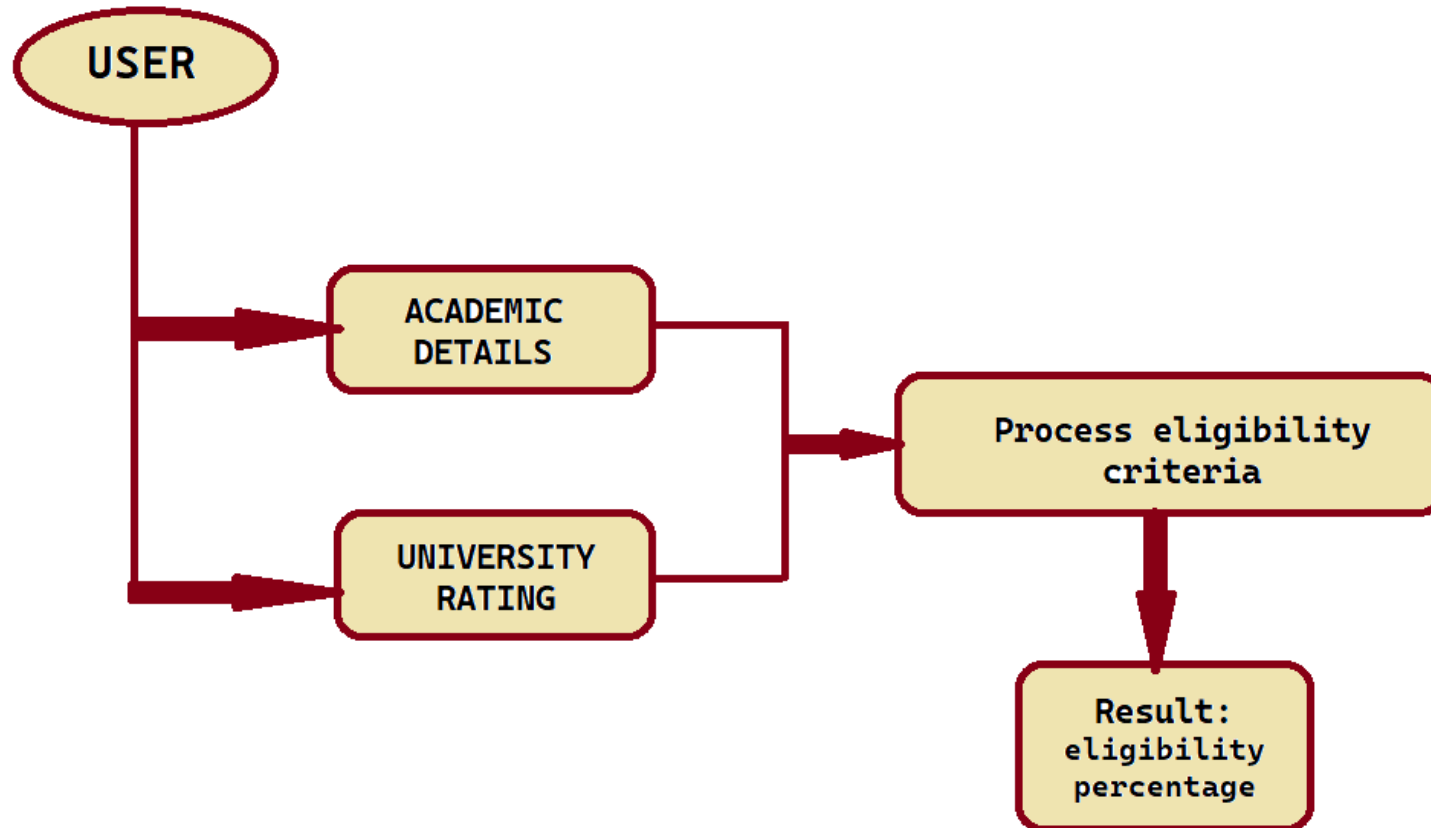 USER
ACADEMIC
DETAILS
UNIVERSITY
RATING
Process eligibility
criteria
Result:
eligibility
percentage